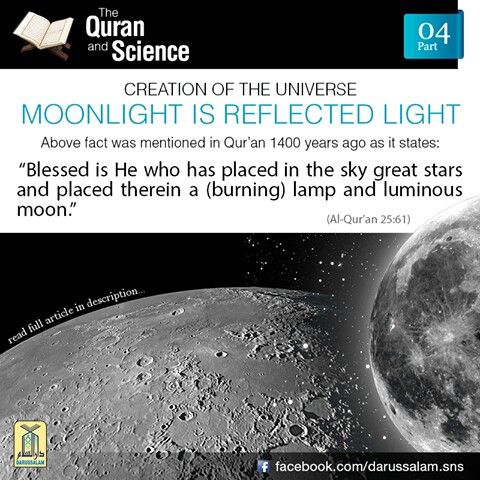 The
Quran
and Science
04
Part
CREATION OF THE UNIVERSE
MOONLIGHT IS REFLECTED LIGHT
Above fact was mentioned in Qur'an 1400 years ago as it states:
“Blessed is He who has placed in the sky great stars
and placed therein a (burning) lamp and luminous
moon.”
(Al-Qur'an 25:61)
read full article in description...
دارالسلام
DARUSSALAM
f facebook.com/darussalam.sns